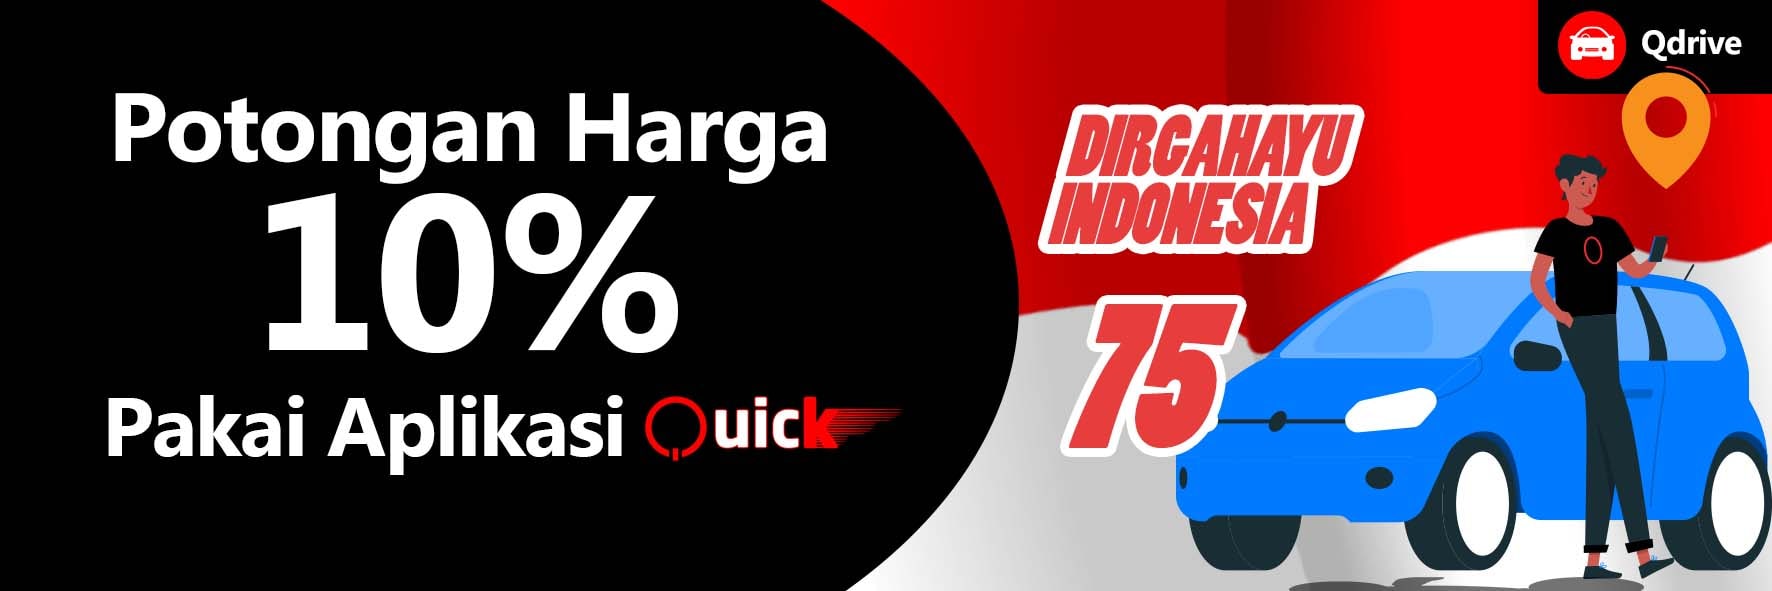 Potongan Harga
10%
Pakai Aplikasi Quick
DIRGAHAYU
INDONESIA
75
Qdrive